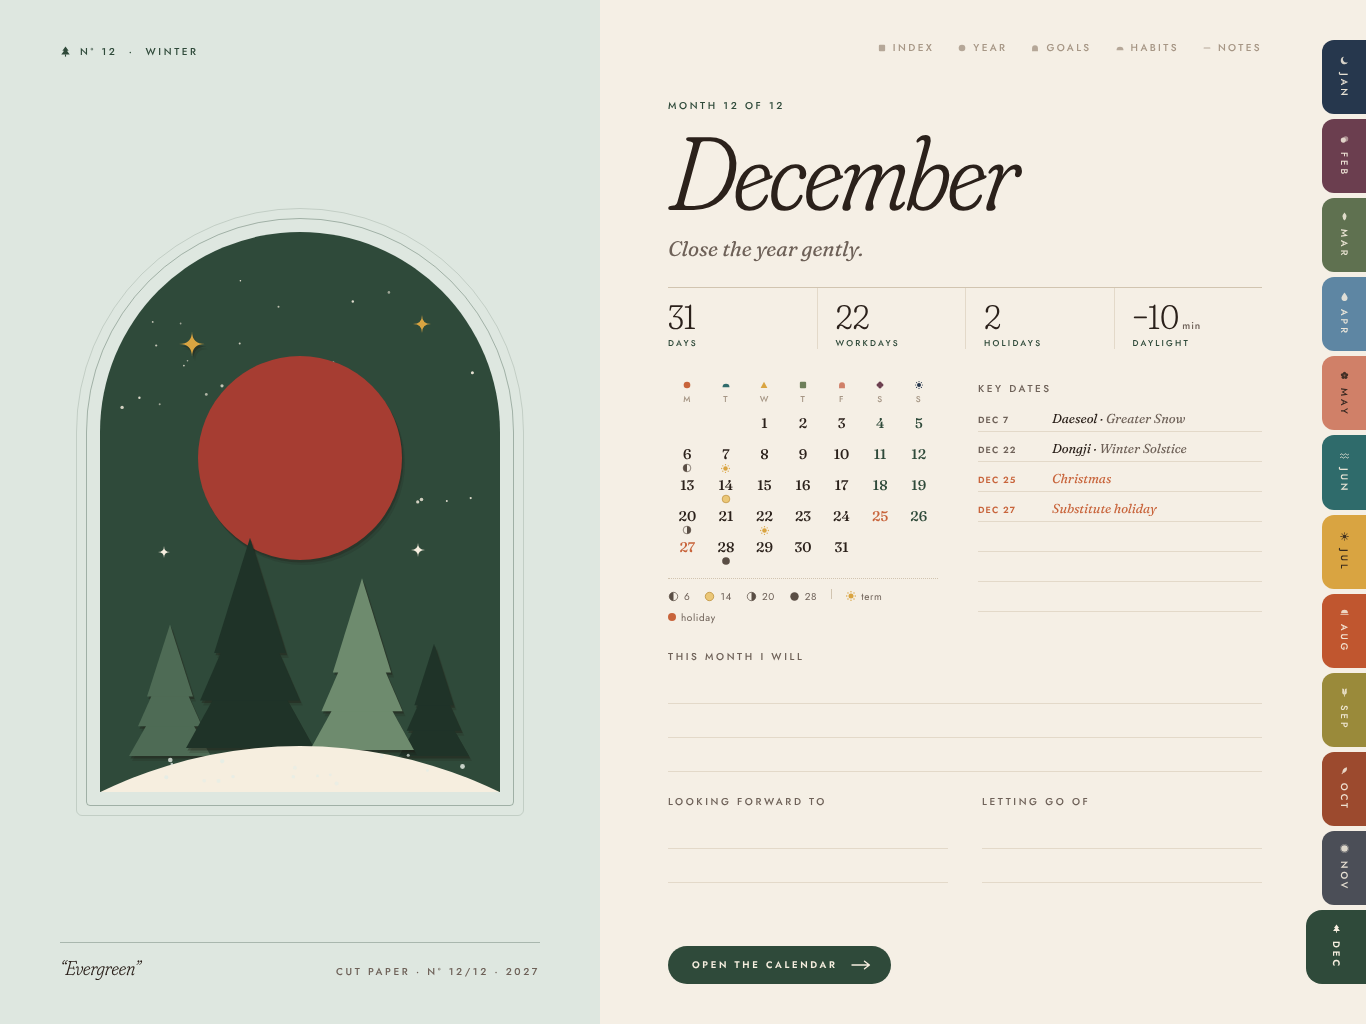 N° 12 · WINTER
INDEX YEAR GOALS HABITS NOTES
MONTH 12 OF 12
December
Close the year gently.
31 DAYS
22 WORKDAYS
2 HOLIDAYS
−10 min DAYLIGHT
M T W T F S S
1 2 3 4 5
6 7 8 9 10 11 12
13 14 15 16 17 18 19
20 21 22 23 24 25 26
27 28 29 30 31
6 14 20 28 term
holiday
KEY DATES
DEC 7 Daeseol · Greater Snow
DEC 22 Dongji · Winter Solstice
DEC 25 Christmas
DEC 27 Substitute holiday
THIS MONTH I WILL
LOOKING FORWARD TO
LETTING GO OF
OPEN THE CALENDAR
“Evergreen”
CUT PAPER · N° 12/12 · 2027
JAN
FEB
MAR
APR
MAY
JUN
JUL
AUG
SEP
OCT
NOV
DEC